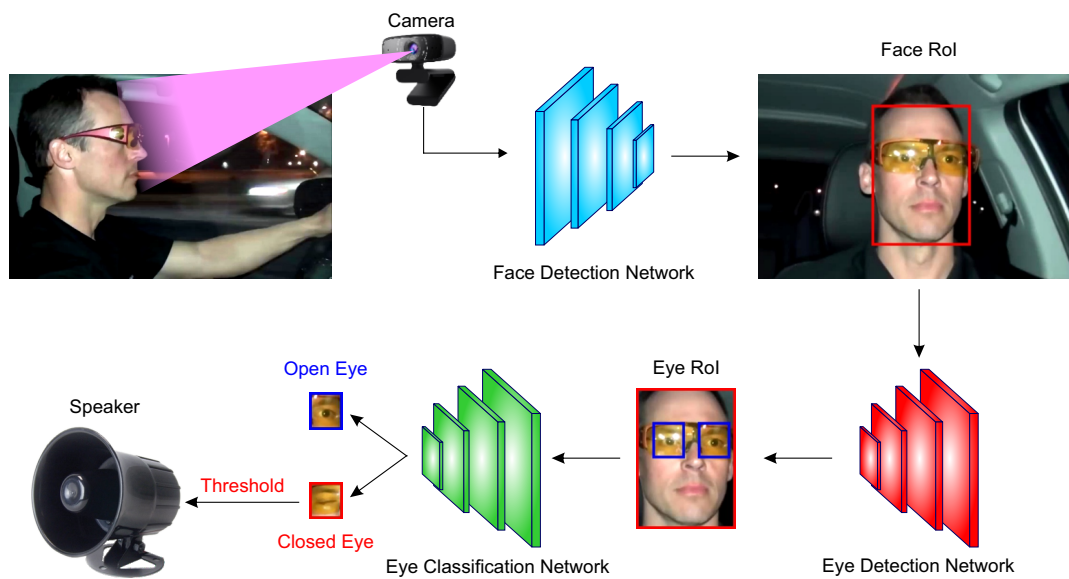 Camera
Face RoI
Face Detection Network
Open Eye
Eye RoI
Speaker
Threshold
Closed Eye
Eye Classification Network
Eye Detection Network